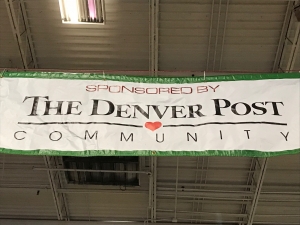 SPONSORED BY
THE DENVER POST
COMMUNITY